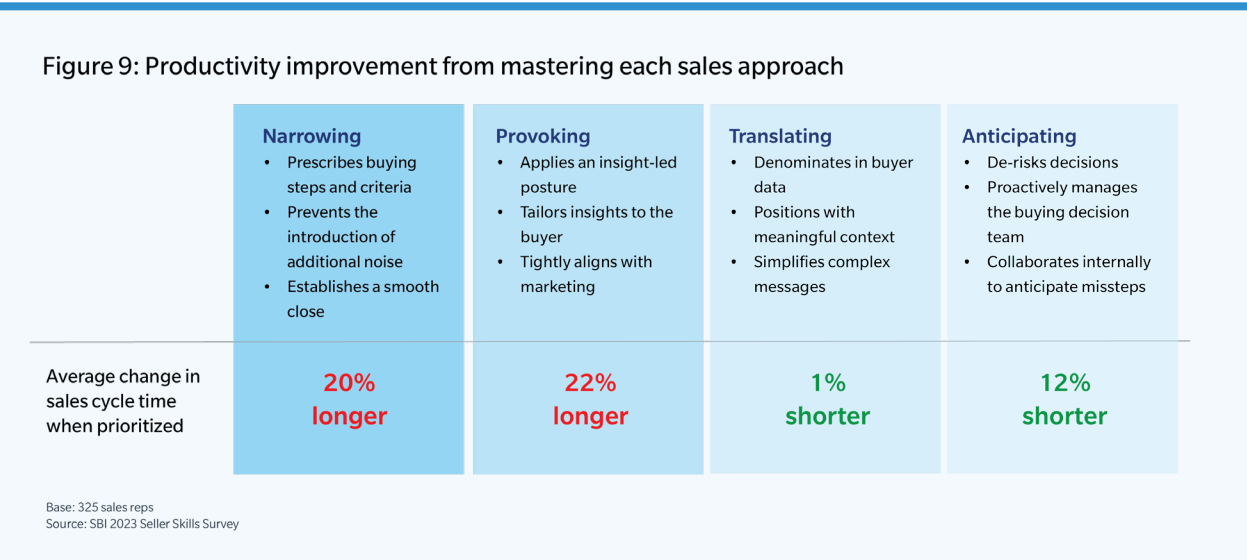 Figure 9: Productivity improvement from mastering each sales approach
Narrowing
• Prescribes buying
steps and criteria
• Prevents the
introduction of
additional noise
• Establishes a smooth
close
Provoking
• Applies an insight-led
posture
• Tailors insights to the
buyer
• Tightly aligns with
marketing
Translating
• Denominates in buyer
data
• Positions with
meaningful context
• Simplifies complex
messages
Anticipating
• De-risks decisions
• Proactively manages
the buying decision
team
• Collaborates internally
to anticipate missteps
Average change in
sales cycle time
when prioritized
20%
longer
22%
longer
1%
shorter
12%
shorter
Base: 325 sales reps
Source: SBI 2023 Seller Skills Survey